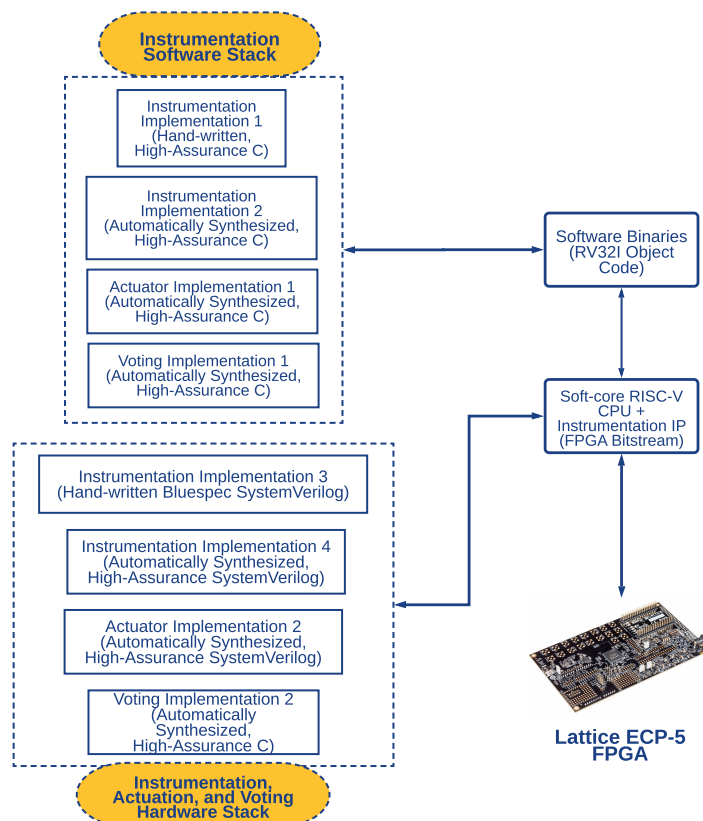 Instrumentation
Software Stack
Instrumentation
Implementation 1
(Hand-written,
High-Assurance C)
Instrumentation
Implementation 2
(Automatically Synthesized,
High-Assurance C)
Actuator Implementation 1
(Automatically Synthesized,
High-Assurance C)
Voting Implementation 1
(Automatically Synthesized,
High-Assurance C)
Software Binaries
(RV32I Object
Code)
Soft-core RISC-V
CPU +
Instrumentation IP
(FPGA Bitstream)
Instrumentation Implementation 3
(Hand-written Bluespec SystemVerilog)
Instrumentation Implementation 4
(Automatically Synthesized,
High-Assurance SystemVerilog)
Actuator Implementation 2
(Automatically Synthesized,
High-Assurance SystemVerilog)
Voting Implementation 2
(Automatically
Synthesized,
High-Assurance C)
Lattice ECP-5
FPGA
Instrumentation,
Actuation, and Voting
Hardware Stack